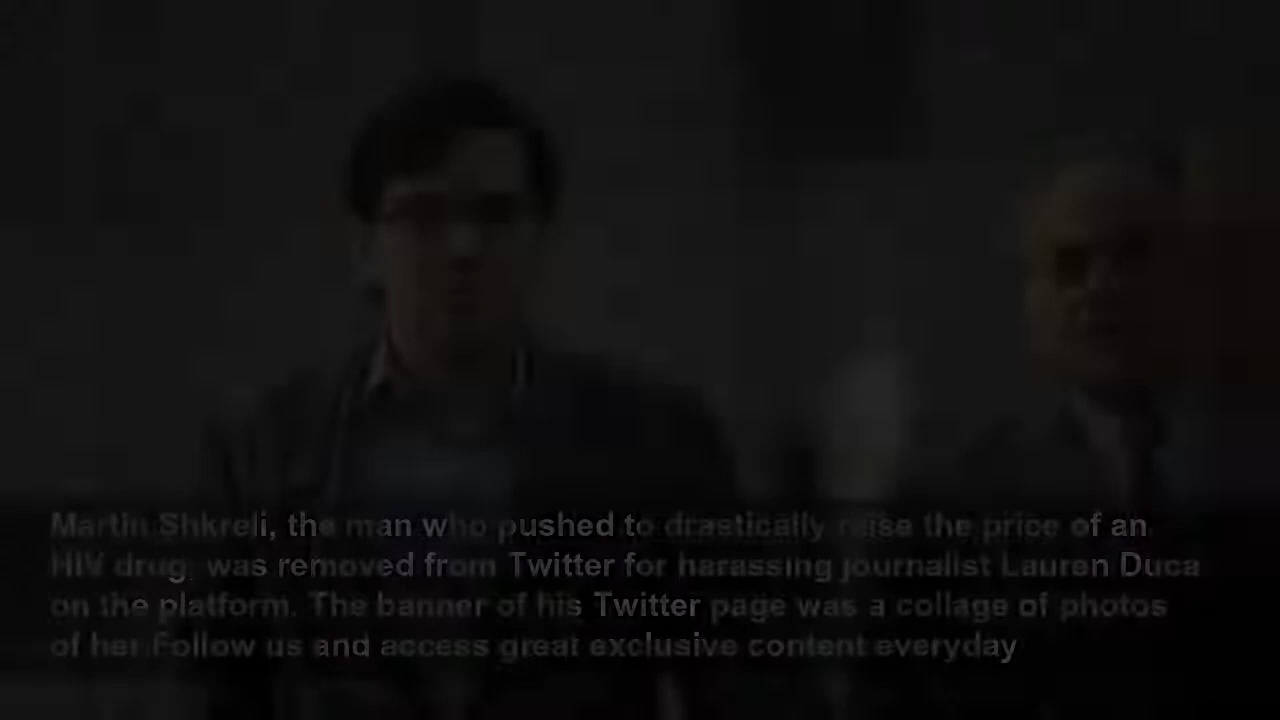 Martin Shkreli, the man who pushed to drastically raise the price of an
HIV drug, was removed from Twitter for harassing journalist Lauren Duca
on the platform. The banner of his Twitter page was a collage of photos
of her.Follow us and access great exclusive content everyday